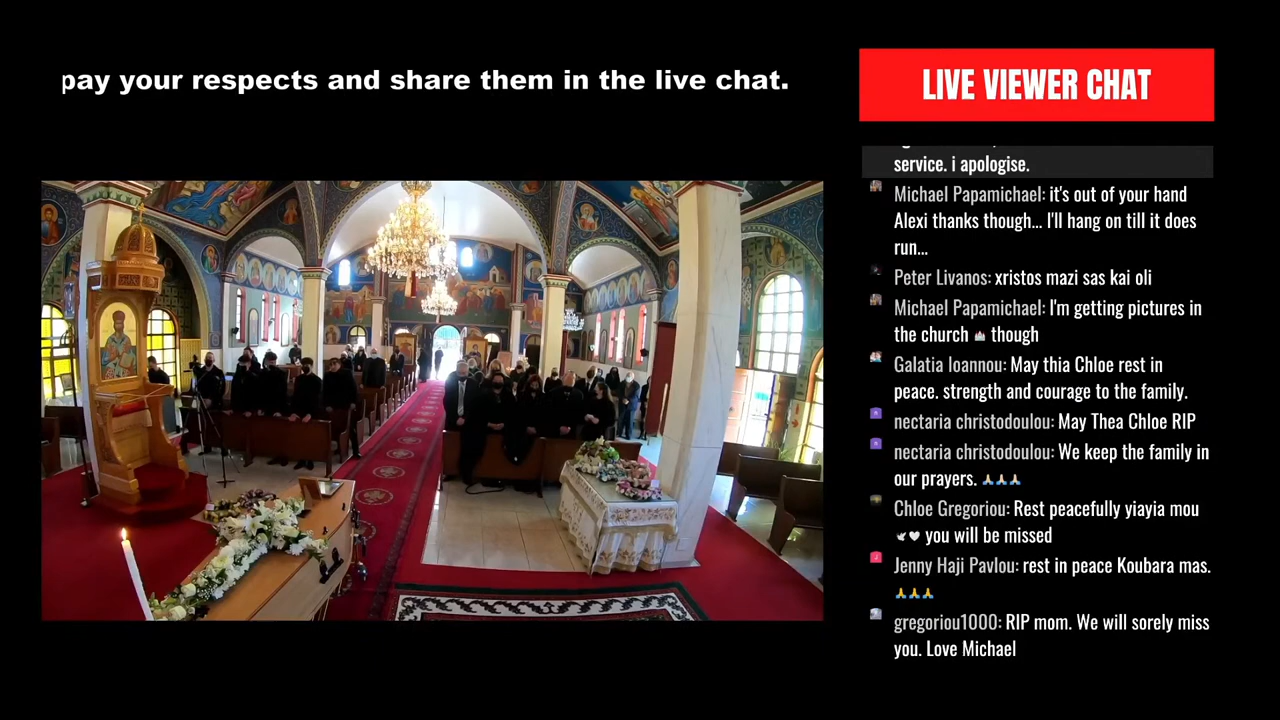 pay your respects and share them in the live chat.
LIVE VIEWER CHAT
service. i apologise.
Michael Papamichael: it's out of your hand
Alexi thanks though... I'll hang on till it does
run...
Peter Livanos: xristos mazi sas kai oli
Michael Papamichael: I'm getting pictures in
the church ⛪ though
Galatia Ioannou: May thia Chloe rest in
peace. strength and courage to the family.
nectaria christodoulou: May Thea Chloe RIP
nectaria christodoulou: We keep the family in
our prayers. 🙏🙏🙏
Chloe Gregoriou: Rest peacefully yiayia mou
🕊🤍 you will be missed
Jenny Haji Pavlou: rest in peace Koubara mas.
🙏🙏🙏
gregoriou1000: RIP mom. We will sorely miss
you. Love Michael